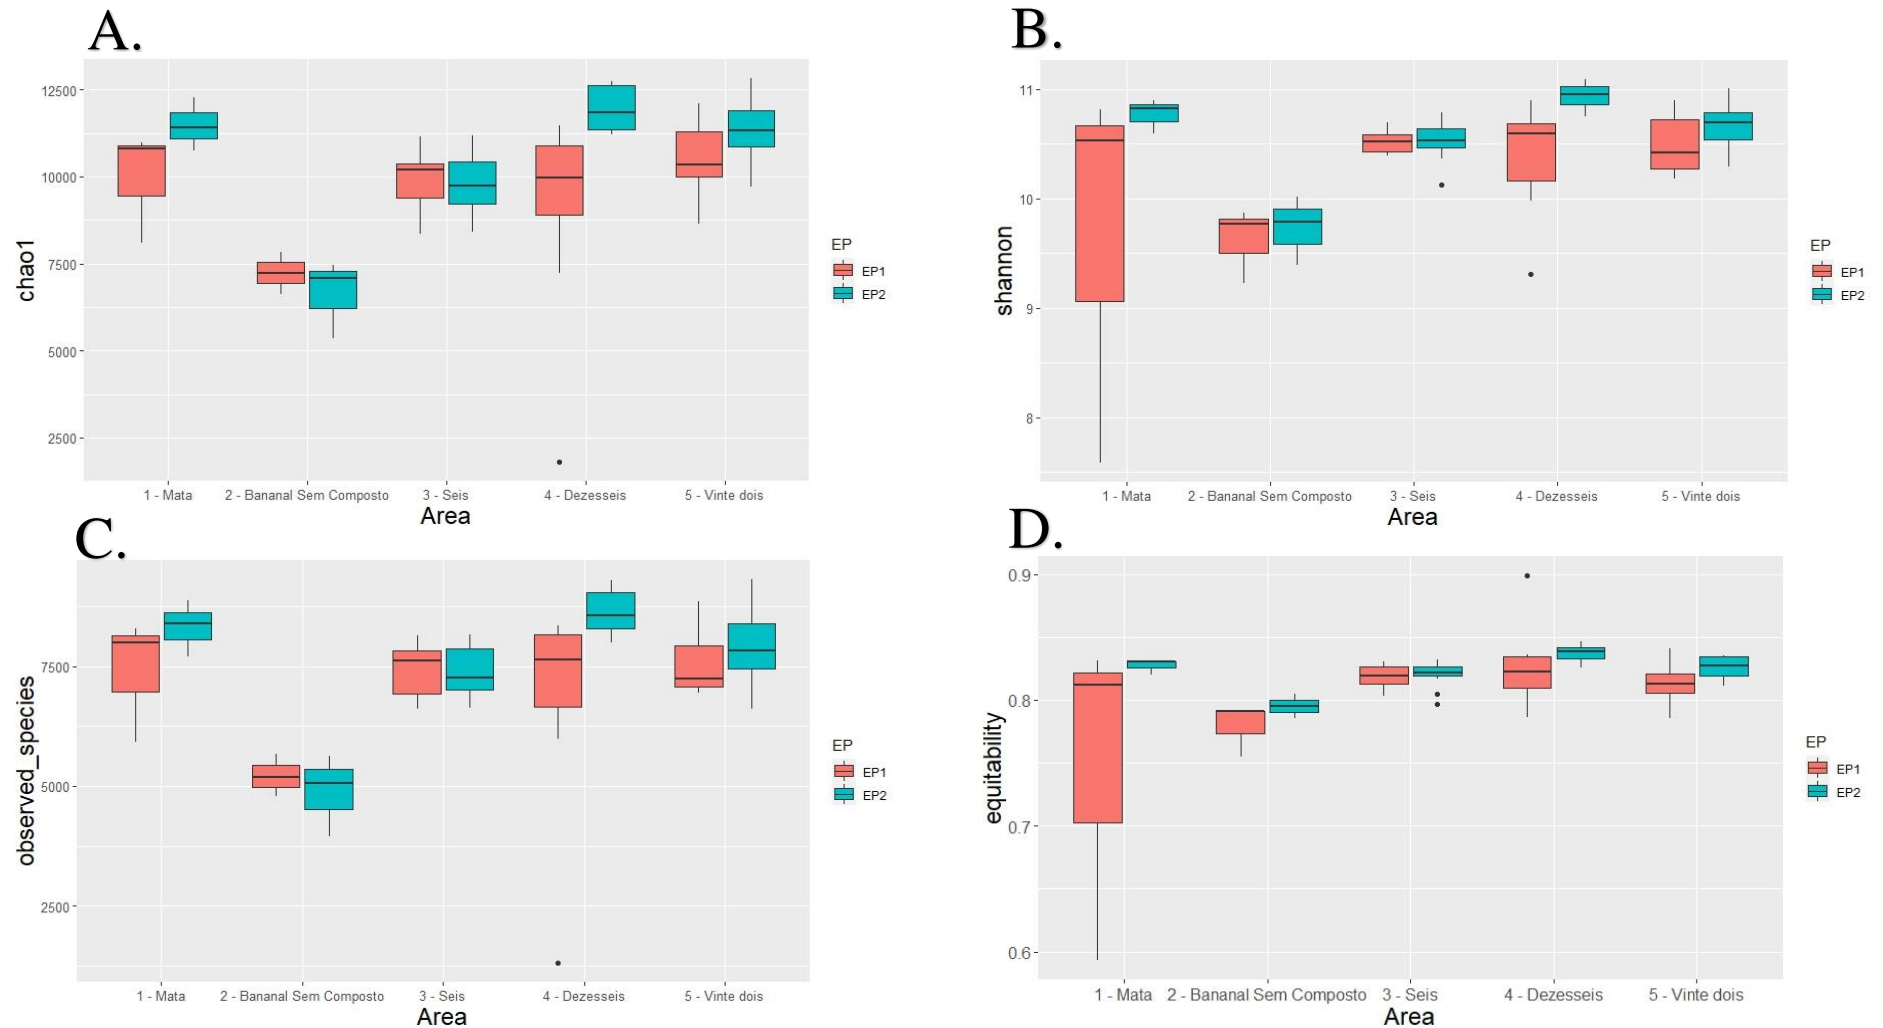 A.
chao1
12500
10000
7500
5000
2500
1 - Mata
2 - Bananal Sem Composto
3 - Seis
4 - Dezesseis
5 - Vinte dois
Area
EP
EP1
EP2
B.
shannon
11
10
9
8
1 - Mata
2 - Bananal Sem Composto
3 - Seis
4 - Dezesseis
5 - Vinte dois
Area
EP
EP1
EP2
C.
observed_species
7500
5000
2500
1 - Mata
2 - Bananal Sem Composto
3 - Seis
4 - Dezesseis
5 - Vinte dois
Area
EP
EP1
EP2
D.
equitability
0.9
0.8
0.7
0.6
1 - Mata
2 - Bananal Sem Composto
3 - Seis
4 - Dezesseis
5 - Vinte dois
Area
EP
EP1
EP2